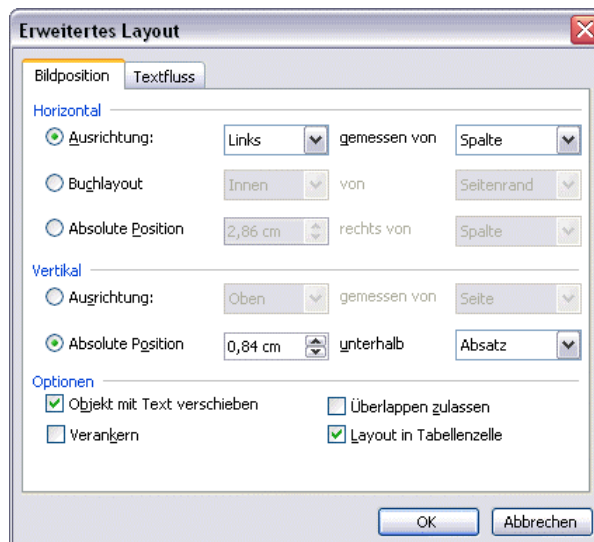 Erweitertes Layout
Bildposition Textfluss
Horizontal
Ausrichtung: Links gemessen von Spalte
Buchlayout Innen von Seitenrand
Absolute Position 2,86 cm rechts von Spalte
Vertikal
Ausrichtung: Oben gemessen von Seite
Absolute Position 0,84 cm unterhalb Absatz
Optionen
Objekt mit Text verschieben Überlappen zulassen
Verankern Layout in Tabellenzelle
OK Abbrechen